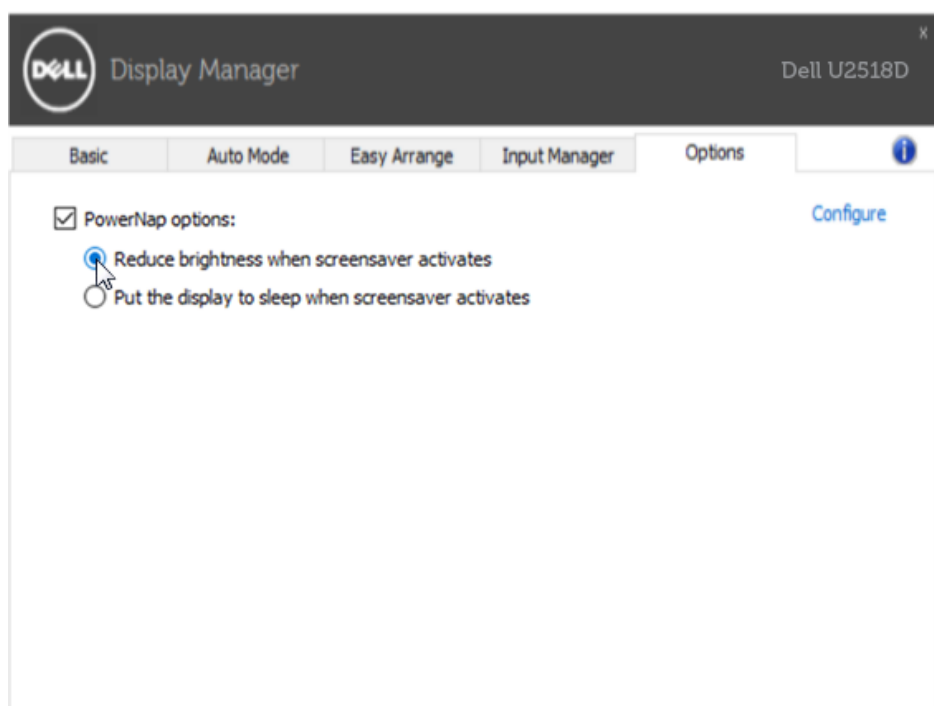 x
DELL Display Manager Dell U2518D
Basic Auto Mode Easy Arrange Input Manager Options i
PowerNap options: Configure
Reduce brightness when screensaver activates
Put the display to sleep when screensaver activates